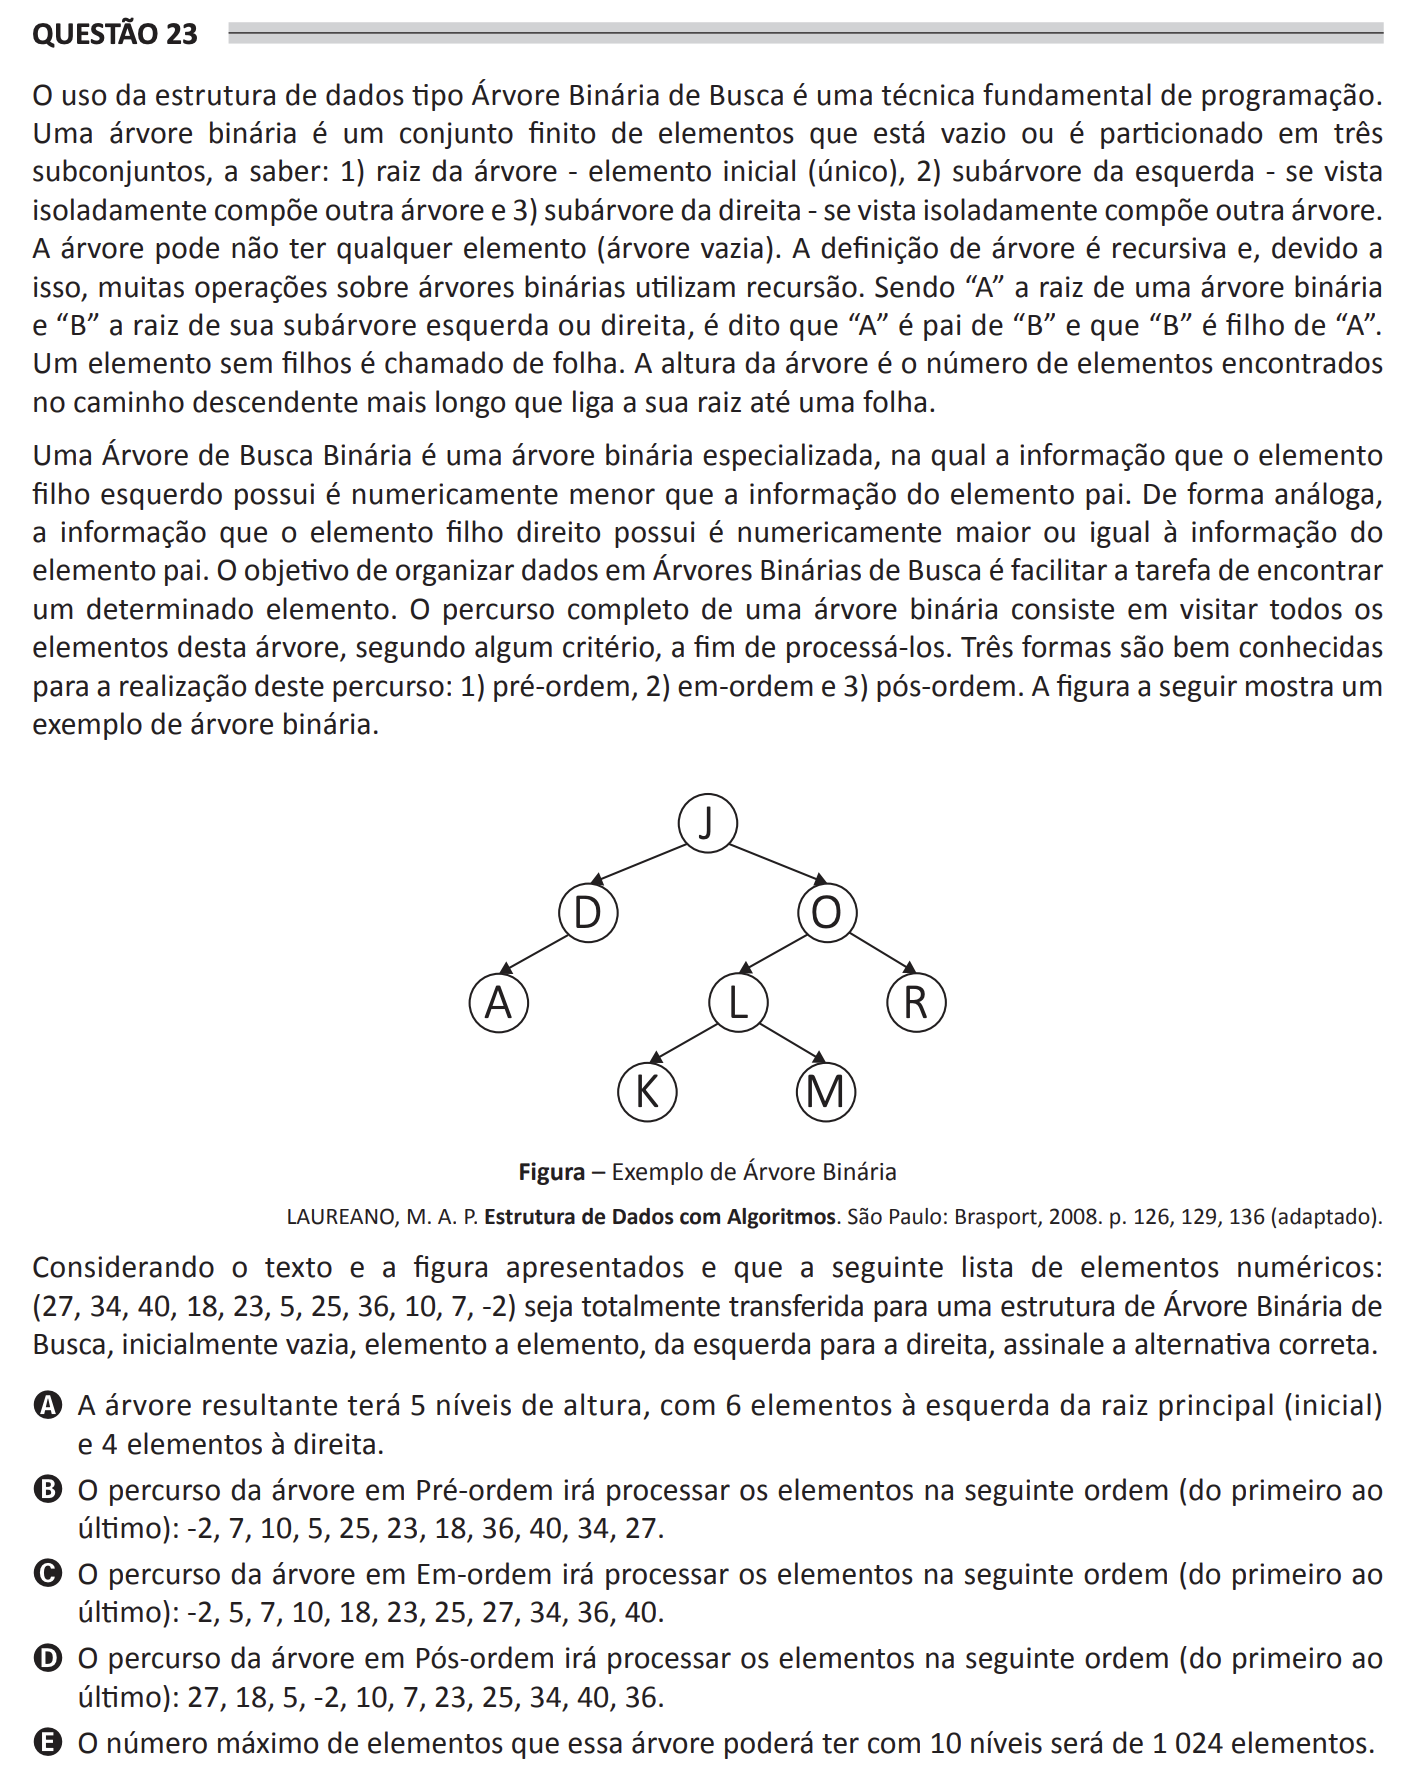 QUESTÃO 23
O uso da estrutura de dados tipo Árvore Binária de Busca é uma técnica fundamental de programação.
Uma árvore binária é um conjunto finito de elementos que está vazio ou é particionado em três
subconjuntos, a saber: 1) raiz da árvore - elemento inicial (único), 2) subárvore da esquerda - se vista
isoladamente compõe outra árvore e 3) subárvore da direita - se vista isoladamente compõe outra árvore.
A árvore pode não ter qualquer elemento (árvore vazia). A definição de árvore é recursiva e, devido a
isso, muitas operações sobre árvores binárias utilizam recursão. Sendo “A” a raiz de uma árvore binária
e “B” a raiz de sua subárvore esquerda ou direita, é dito que “A” é pai de “B” e que “B” é filho de “A”.
Um elemento sem filhos é chamado de folha. A altura da árvore é o número de elementos encontrados
no caminho descendente mais longo que liga a sua raiz até uma folha.
Uma Árvore de Busca Binária é uma árvore binária especializada, na qual a informação que o elemento
filho esquerdo possui é numericamente menor que a informação do elemento pai. De forma análoga,
a informação que o elemento filho direito possui é numericamente maior ou igual à informação do
elemento pai. O objetivo de organizar dados em Árvores Binárias de Busca é facilitar a tarefa de encontrar
um determinado elemento. O percurso completo de uma árvore binária consiste em visitar todos os
elementos desta árvore, segundo algum critério, a fim de processá-los. Três formas são bem conhecidas
para a realização deste percurso: 1) pré-ordem, 2) em-ordem e 3) pós-ordem. A figura a seguir mostra um
exemplo de árvore binária.
J
D O
A L R
K M
Figura – Exemplo de Árvore Binária
LAUREANO, M. A. P. Estrutura de Dados com Algoritmos. São Paulo: Brasport, 2008. p. 126, 129, 136 (adaptado).
Considerando o texto e a figura apresentados e que a seguinte lista de elementos numéricos:
(27, 34, 40, 18, 23, 5, 25, 36, 10, 7, -2) seja totalmente transferida para uma estrutura de Árvore Binária de
Busca, inicialmente vazia, elemento a elemento, da esquerda para a direita, assinale a alternativa correta.
A A árvore resultante terá 5 níveis de altura, com 6 elementos à esquerda da raiz principal (inicial)
e 4 elementos à direita.
B O percurso da árvore em Pré-ordem irá processar os elementos na seguinte ordem (do primeiro ao
último): -2, 7, 10, 5, 25, 23, 18, 36, 40, 34, 27.
C O percurso da árvore em Em-ordem irá processar os elementos na seguinte ordem (do primeiro ao
último): -2, 5, 7, 10, 18, 23, 25, 27, 34, 36, 40.
D O percurso da árvore em Pós-ordem irá processar os elementos na seguinte ordem (do primeiro ao
último): 27, 18, 5, -2, 10, 7, 23, 25, 34, 40, 36.
E O número máximo de elementos que essa árvore poderá ter com 10 níveis será de 1 024 elementos.